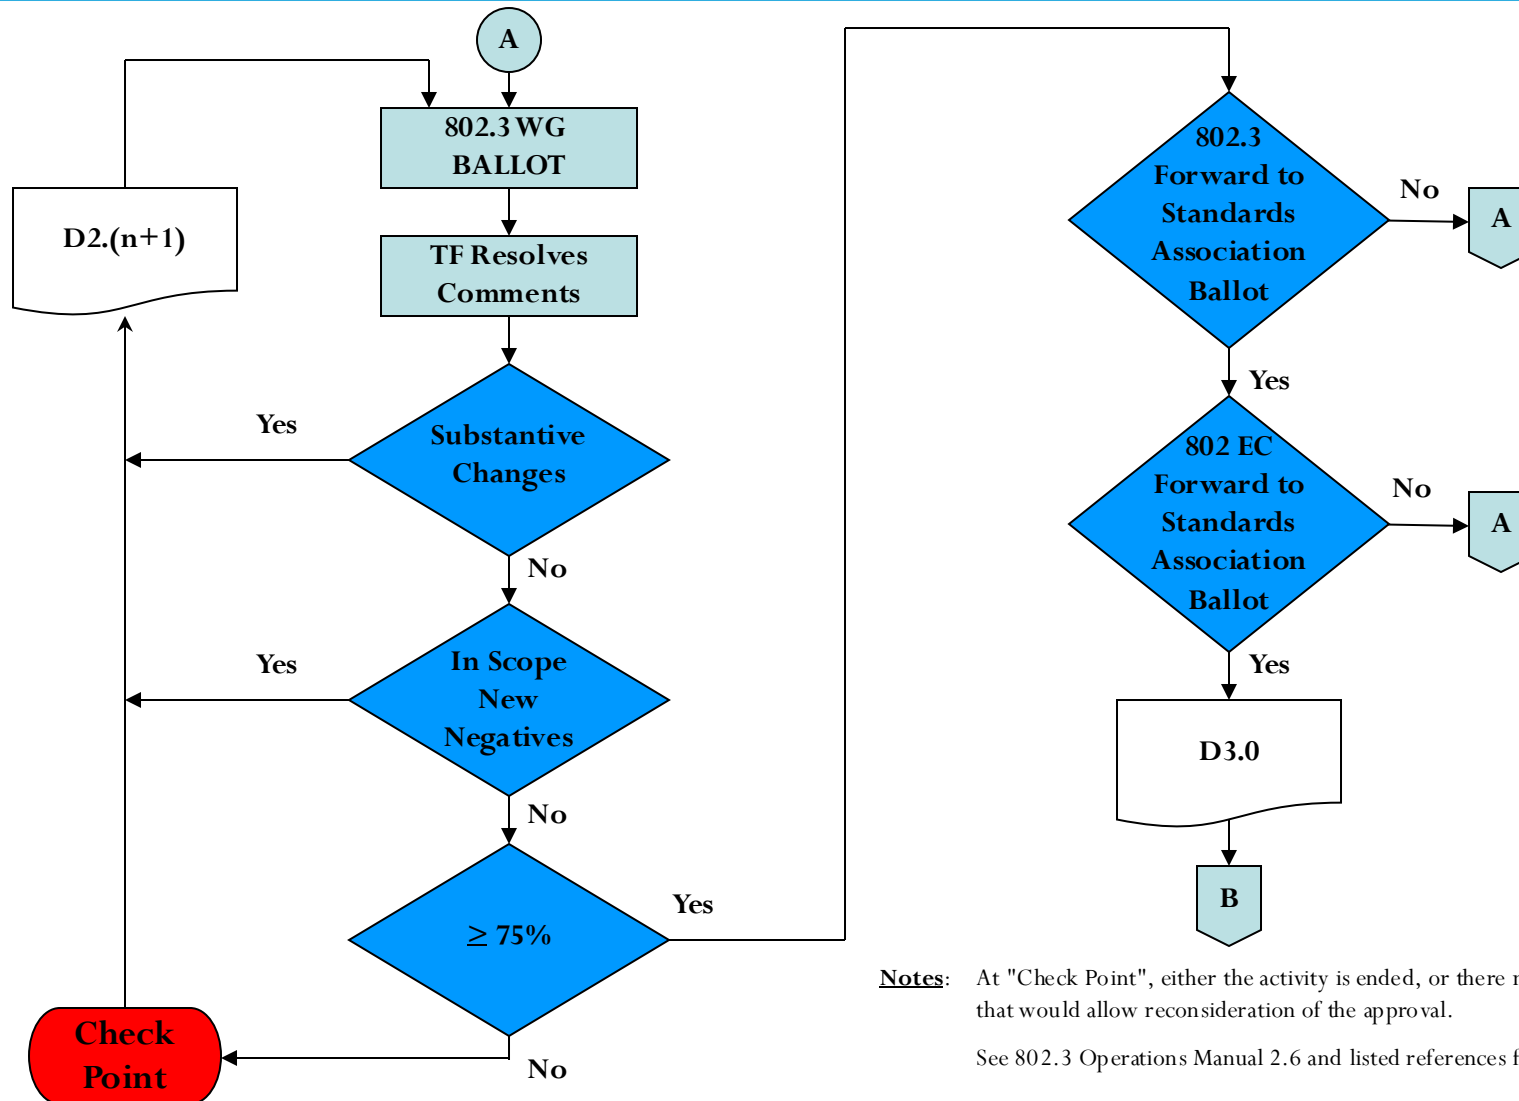 A
802.3 WG
BALLOT
D2.(n+1)
TF Resolves
Comments
Substantive
Changes
Yes
No
In Scope
New
Negatives
Yes
No
≥ 75%
Yes
No
Check
Point
802.3
Forward to
Standards
Association
Ballot
No
A
Yes
802 EC
Forward to
Standards
Association
Ballot
No
A
Yes
D3.0
B
Notes: At "Check Point", either the activity is ended, or there
that would allow reconsideration of the approval.
See 802.3 Operations Manual 2.6 and listed references